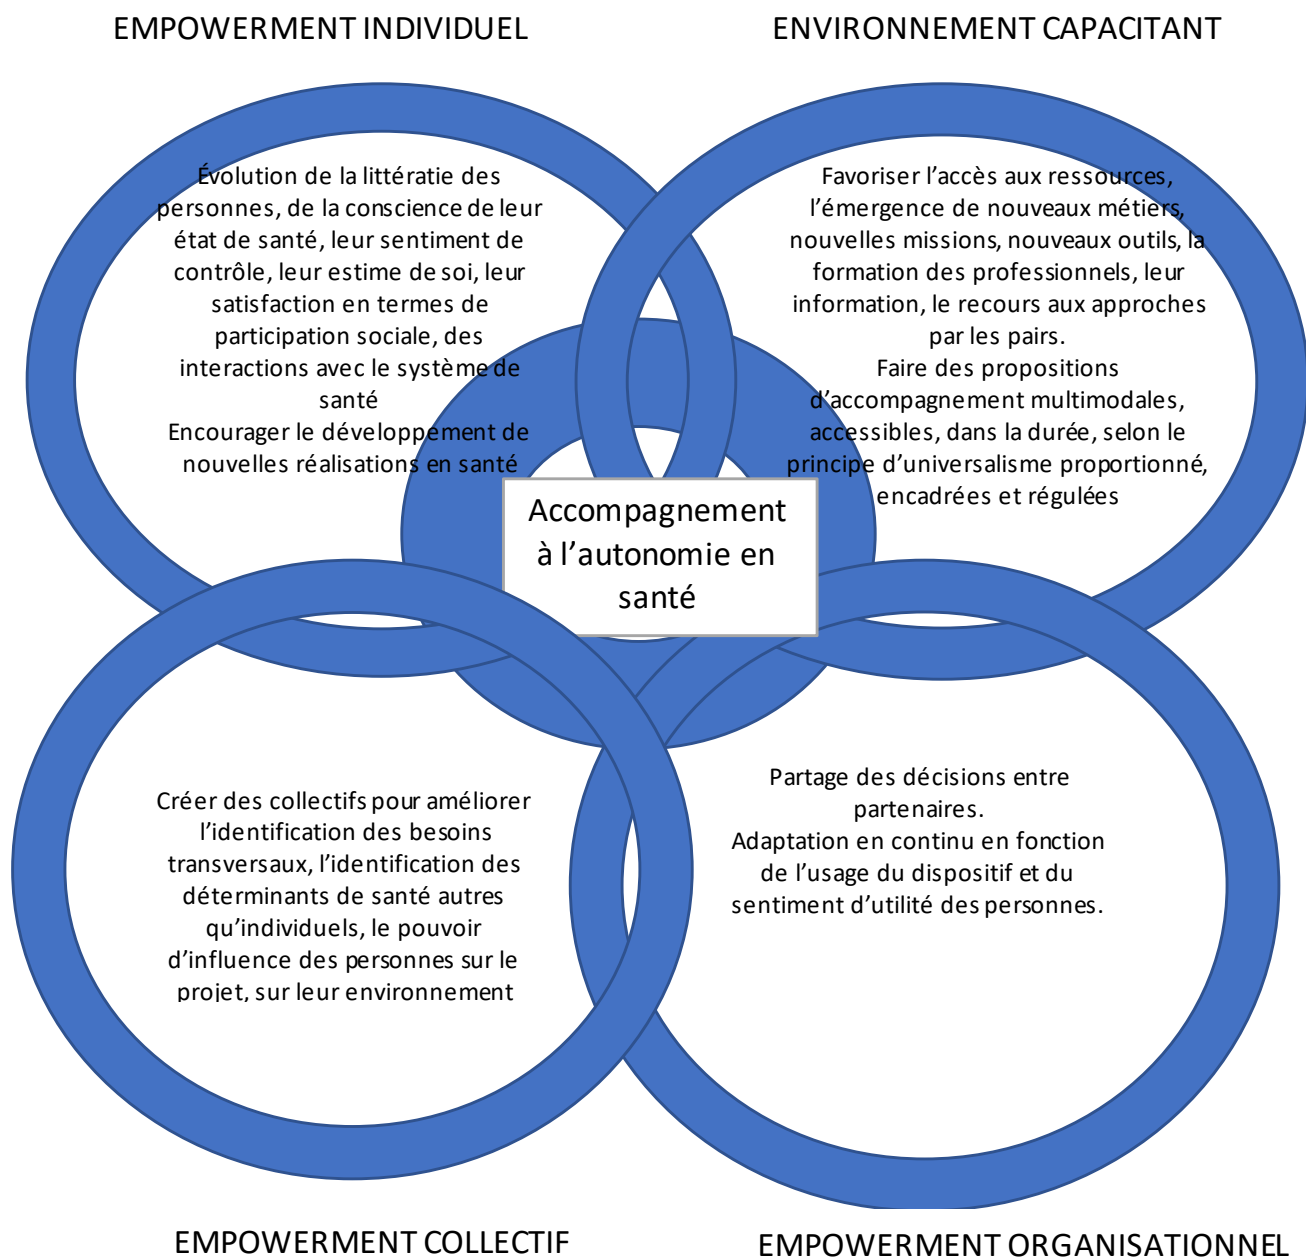 EMPOWERMENT INDIVIDUEL
ENVIRONNEMENT CAPACITANT
Évolution de la littératie des
personnes, de la conscience de leur
état de santé, leur sentiment de
contrôle, leur estime de soi, leur
satisfaction en termes de
participation sociale, des
interactions avec le système de
santé
Encourager le développement de
nouvelles réalisations en santé
Favoriser l’accès aux ressources,
l’émergence de nouveaux métiers,
nouvelles missions, nouveaux outils, la
formation des professionnels, leur
information, le recours aux approches
par les pairs.
Faire des propositions
d’accompagnement multimodales,
accessibles, dans la durée, selon le
principe d’universalisme proportionné,
encadrées et régulées
Accompagnement
à l’autonomie en
santé
Créer des collectifs pour améliorer
l’identification des besoins
transversaux, l’identification des
déterminants de santé autres
qu’individuels, le pouvoir
d’influence des personnes sur le
projet, sur leur environnement
Partage des décisions entre
partenaires.
Adaptation en continu en fonction
de l’usage du dispositif et du
sentiment d’utilité des personnes.
EMPOWERMENT COLLECTIF
EMPOWERMENT ORGANISATIONNEL